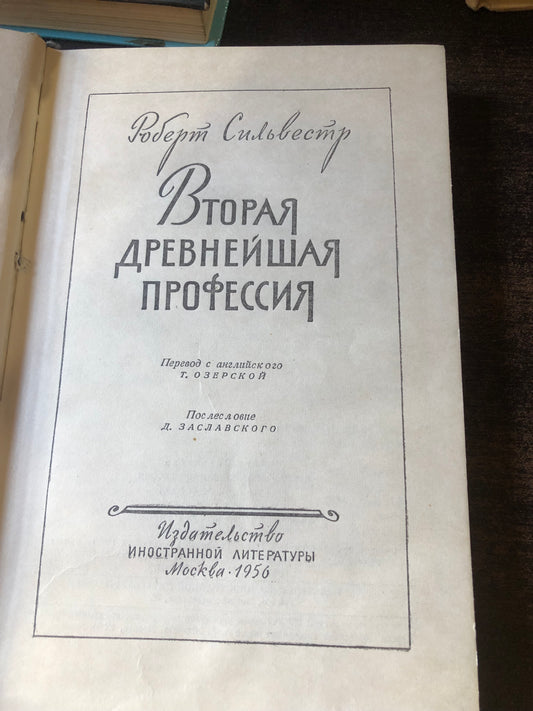 Роберт Сильвестр
Вторая
древнейшая
профессия
Перевод с английского
Т. ОЗЕРСКОЙ
Послесловие
Д. ЗАСЛАВСКОГО
Издательство
ИНОСТРАННОЙ ЛИТЕРАТУРЫ
Москва · 1956